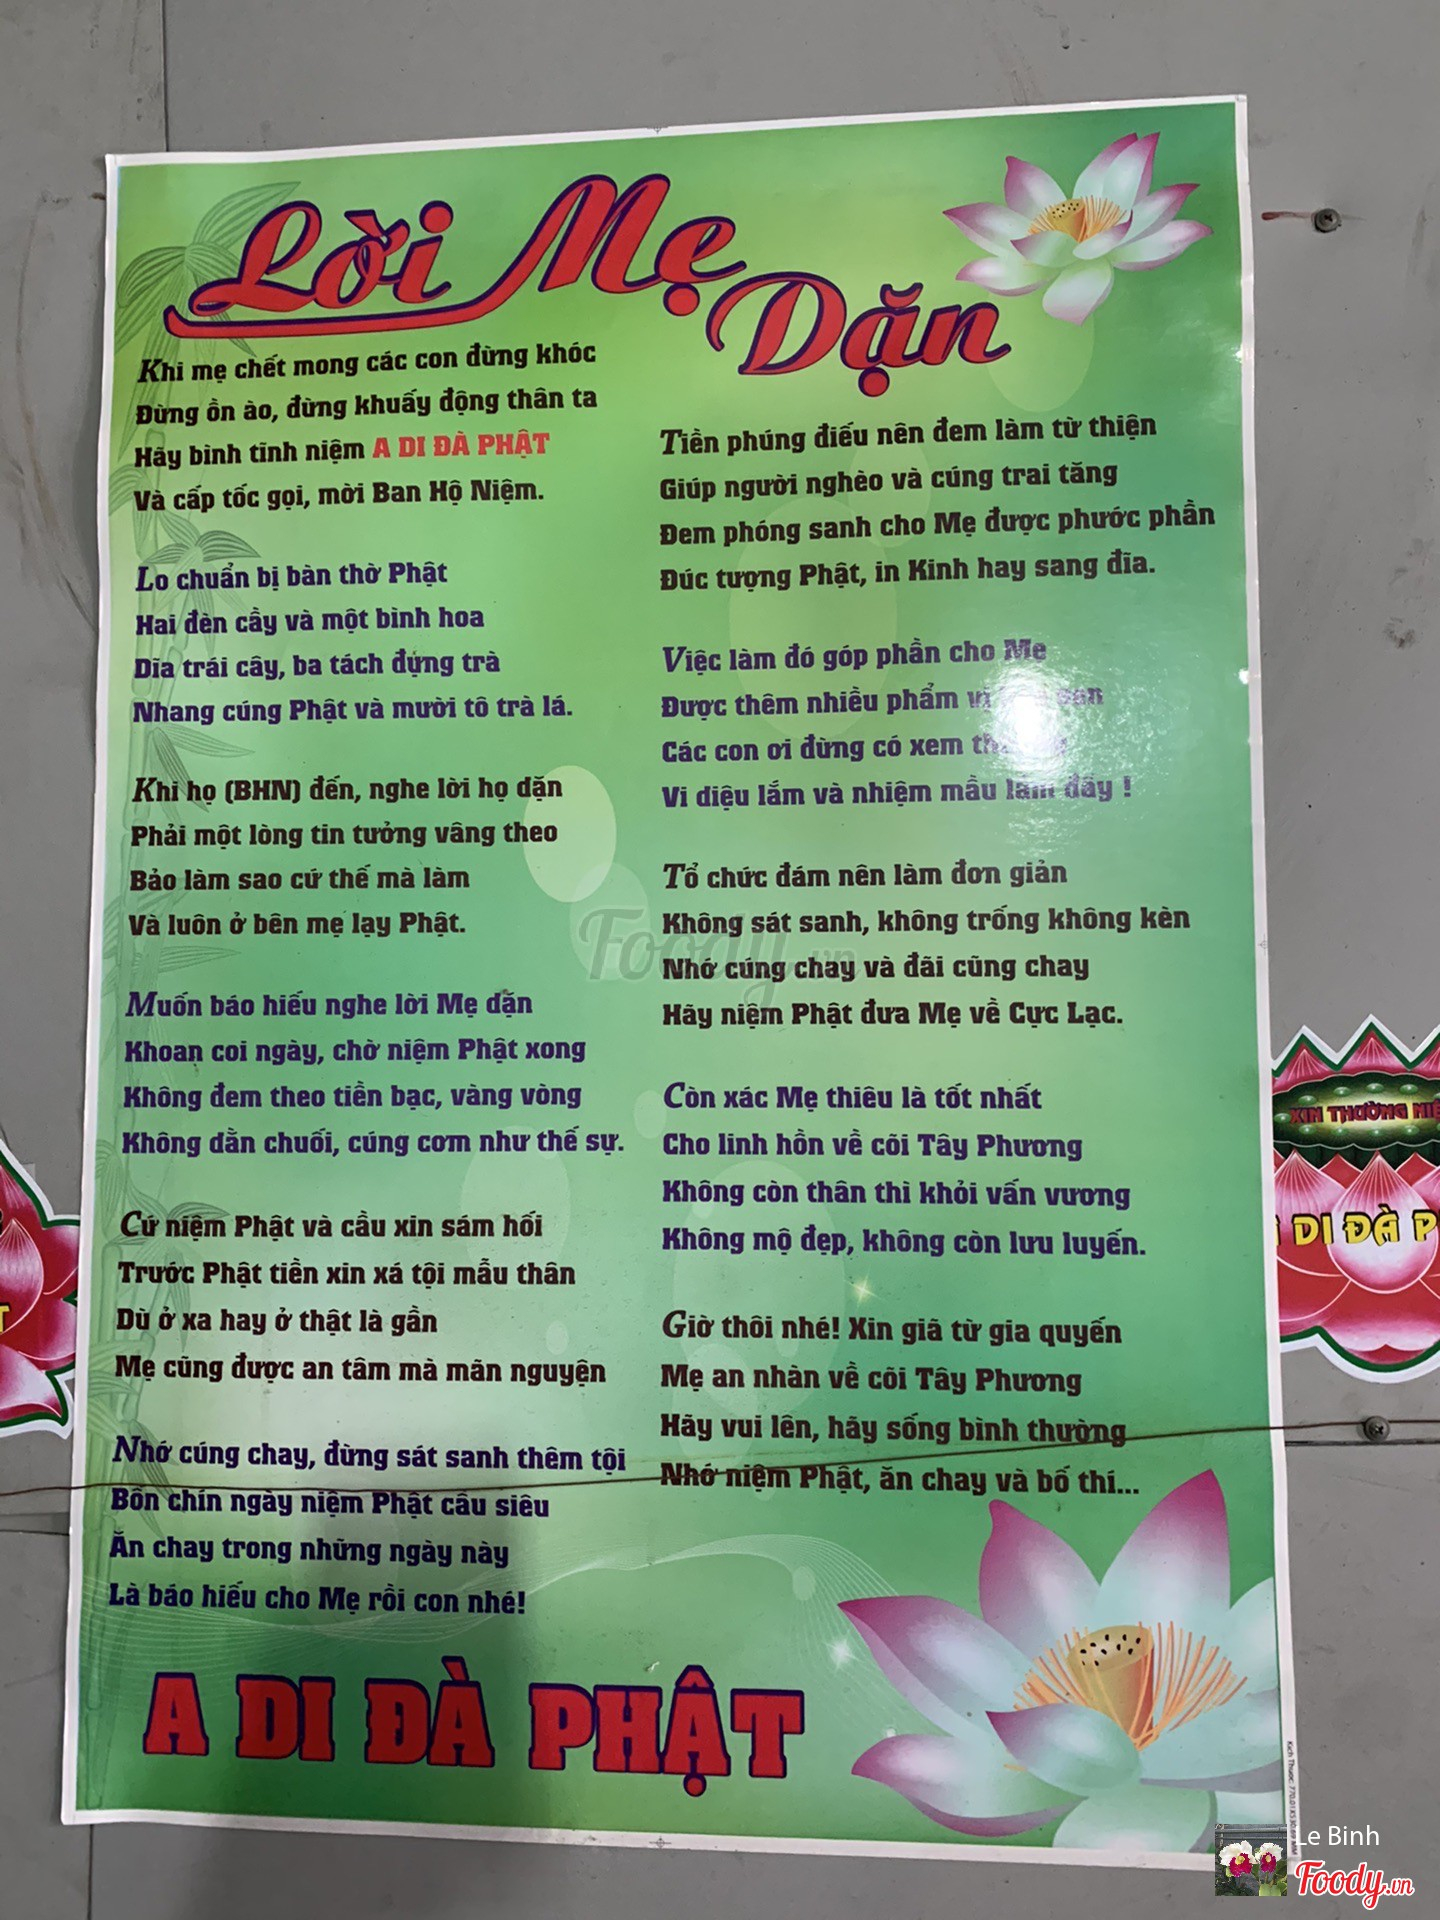 Lời Mẹ Dặn
Khi mẹ chết mong các con đừng khóc
Đừng ồn ào, đừng khuấy động thân ta
Hãy bình tĩnh niệm A DI ĐÀ PHẬT
Và cấp tốc gọi, mời Ban Hộ Niệm.
Lo chuẩn bị bàn thờ Phật
Hai đèn cầy và một bình hoa
Dĩa trái cây, ba tách đựng trà
Nhang cúng Phật và mười tô trà lá.
Khi họ (BHN) đến, nghe lời họ dặn
Phải một lòng tin tưởng vâng theo
Bảo làm sao cứ thế mà làm
Và luôn ở bên mẹ lạy Phật.
Muốn báo hiếu nghe lời Mẹ dặn
Khoan coi ngày, chờ niệm Phật xong
Không đem theo tiền bạc, vàng vòng
Không dằn chuối, cúng cơm như thế sự.
Cứ niệm Phật và cầu xin sám hối
Trước Phật tiền xin xá tội mẫu thân
Dù ở xa hay ở thật là gần
Mẹ cũng được an tâm mà mãn nguyện
Nhớ cúng chay, đừng sát sanh thêm tội
Bốn chín ngày niệm Phật cầu siêu
Ăn chay trong những ngày này
Là báo hiếu cho Mẹ rồi con nhé!
Tiền phúng điếu nên đem làm từ thiện
Giúp người nghèo và cúng trai tăng
Đem phóng sanh cho Mẹ được phước phần
Đúc tượng Phật, in Kinh hay sang đĩa.
Việc làm đó góp phần cho Mẹ
Được thêm nhiều phẩm vị sen
Các con ơi đừng có xem
Vi diệu lắm và nhiệm mầu lắm đấy !
Tổ chức đám nên làm đơn giản
Không sát sanh, không trống không kèn
Nhớ cúng chay và đãi cũng chay
Hãy niệm Phật đưa Mẹ về Cực Lạc.
Còn xác Mẹ thiêu là tốt nhất
Cho linh hồn về cõi Tây Phương
Không còn thân thì khỏi vấn vương
Không mộ đẹp, không còn lưu luyến.
Giờ thôi nhé! Xin giã từ gia quyến
Mẹ an nhàn về cõi Tây Phương
Hãy vui lên, hãy sống bình thường
Nhớ niệm Phật, ăn chay và bố thí...
A DI ĐÀ PHẬT
XIN THƯỜNG
DI ĐÀ
Foody.vn
Le Binh
Foody.vn